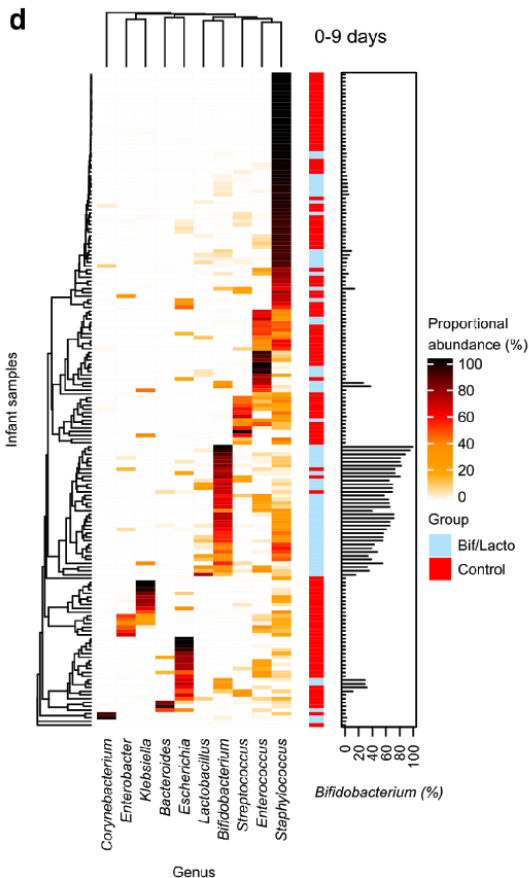 d
0-9 days
Infant samples
Proportional
abundance (%)
100
80
60
40
20
0
Group
Bif/Lacto
Control
Corynebacterium
Enterobacter
Klebsiella
Bacteroides
Escherichia
Lactobacillus
Bifidobacterium
Streptococcus
Enterococcus
Staphylococcus
0
20
40
60
80
100
Bifidobacterium (%)
Genus